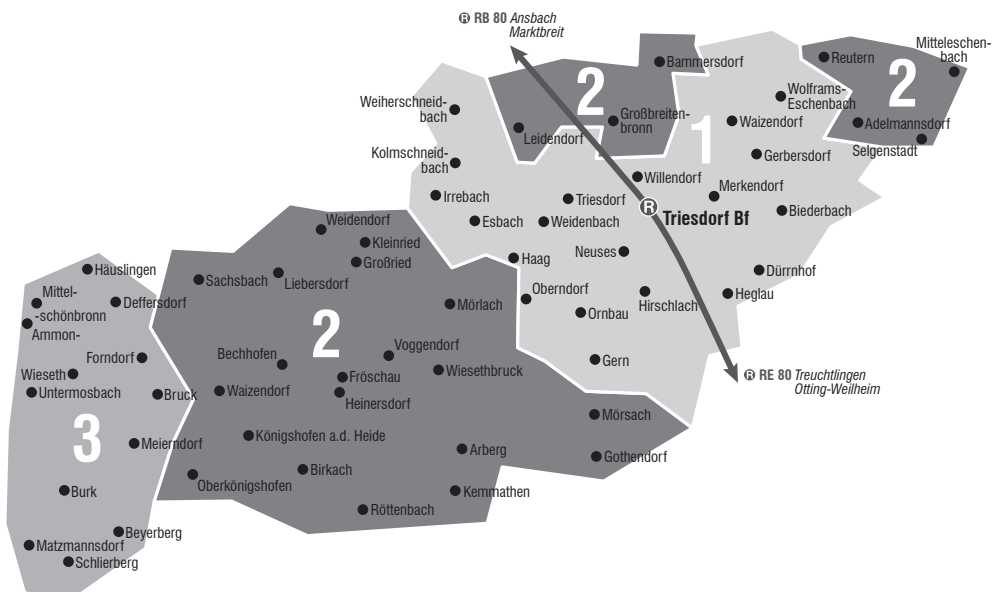 R RB 80 Ansbach
Marktbreit
Bammersdorf
Reutern
Mitteleschen-
bach
2
2
Wolframs-
Eschenbach
Weiherschneid-
bach
Großbreiten-
bronn
Leidendorf
1
Waizendorf
Adelmannsdorf
Selgenstadt
Kolmschneid-
bach
Gerbersdorf
Willendorf
Merkendorf
Irrebach
Triesdorf
R
Triesdorf Bf
Biederbach
Esbach
Weidenbach
Weidendorf
Kleinried
Großried
Haag
Neuses
Häuslingen
Sachsbach
Liebersdorf
Dürrnhof
Mittel-
-schönbronn
Ammon-
Deffersdorf
Mörlach
Oberndorf
Hirschlach
Heglau
Ornbau
2
Forndorf
Bechhofen
Voggendorf
Gern
Wieseth
Fröschau
Wiesethbruck
R RE 80 Treuchtlingen
Otting-Weilheim
Untermosbach
Bruck
Waizendorf
Heinersdorf
Mörsach
3
Meierndorf
Königshofen a.d. Heide
Arberg
Gothendorf
Birkach
Oberkönigshofen
Burk
Kemmathen
Röttenbach
Beyerberg
Matzmannsdorf
Schlierberg